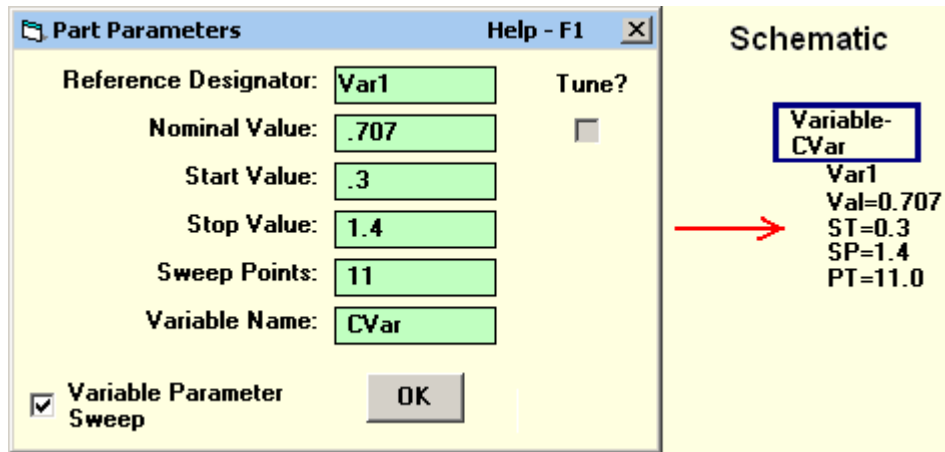 Part Parameters Help - F1
Reference Designator: Var1 Tune?
Nominal Value: .707
Start Value: .3
Stop Value: 1.4
Sweep Points: 11
Variable Name: CVar
Variable Parameter
Sweep
OK
Schematic
Variable-
CVar
Var1
Val=0.707
ST=0.3
SP=1.4
PT=11.0